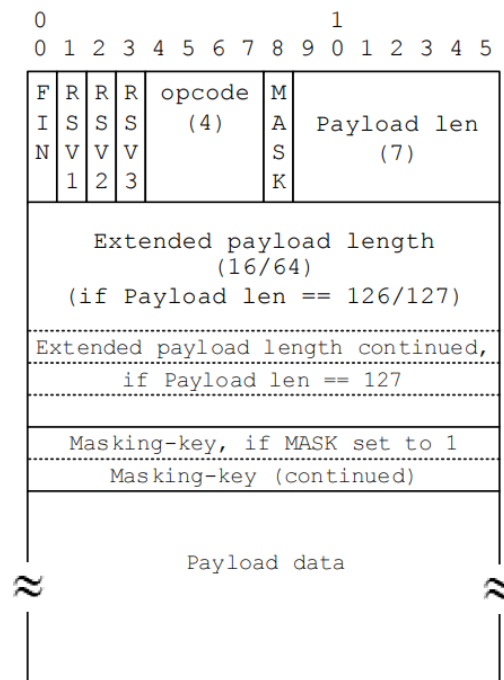 0 1
0 1 2 3 4 5 6 7 8 9 0 1 2 3 4 5
F R R R opcode M
I S S S (4) A Payload len
N V V V S (7)
1 2 3 K
Extended payload length
(16/64)
(if Payload len == 126/127)
Extended payload length continued,
if Payload len == 127
Masking-key, if MASK set to 1
Masking-key (continued)
Payload data